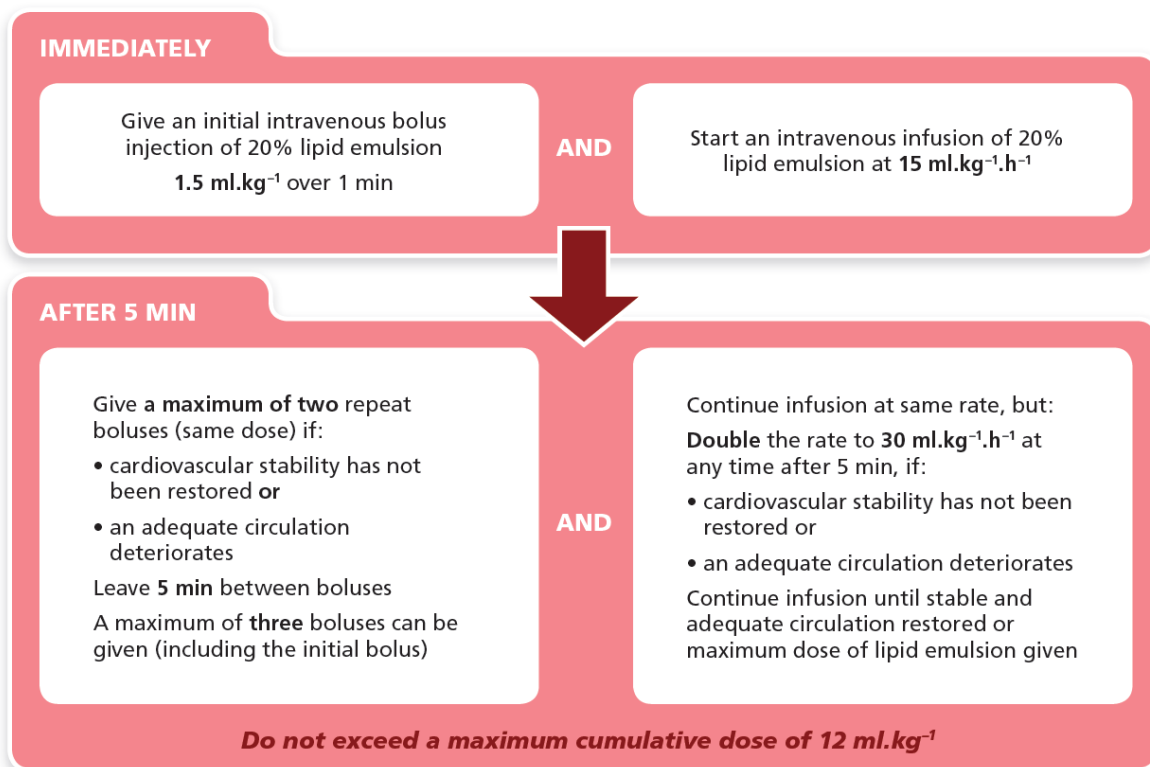 IMMEDIATELY
Give an initial intravenous bolus
injection of 20% lipid emulsion
1.5 ml.kg⁻¹ over 1 min
AND
Start an intravenous infusion of 20%
lipid emulsion at 15 ml.kg⁻¹.h⁻¹
AFTER 5 MIN
Give a maximum of two repeat
boluses (same dose) if:
• cardiovascular stability has not
been restored or
• an adequate circulation
deteriorates
Leave 5 min between boluses
A maximum of three boluses can be
given (including the initial bolus)
AND
Continue infusion at same rate, but:
Double the rate to 30 ml.kg⁻¹.h⁻¹ at
any time after 5 min, if:
• cardiovascular stability has not been
restored or
• an adequate circulation deteriorates
Continue infusion until stable and
adequate circulation restored or
maximum dose of lipid emulsion given
Do not exceed a maximum cumulative dose of 12 ml.kg⁻¹